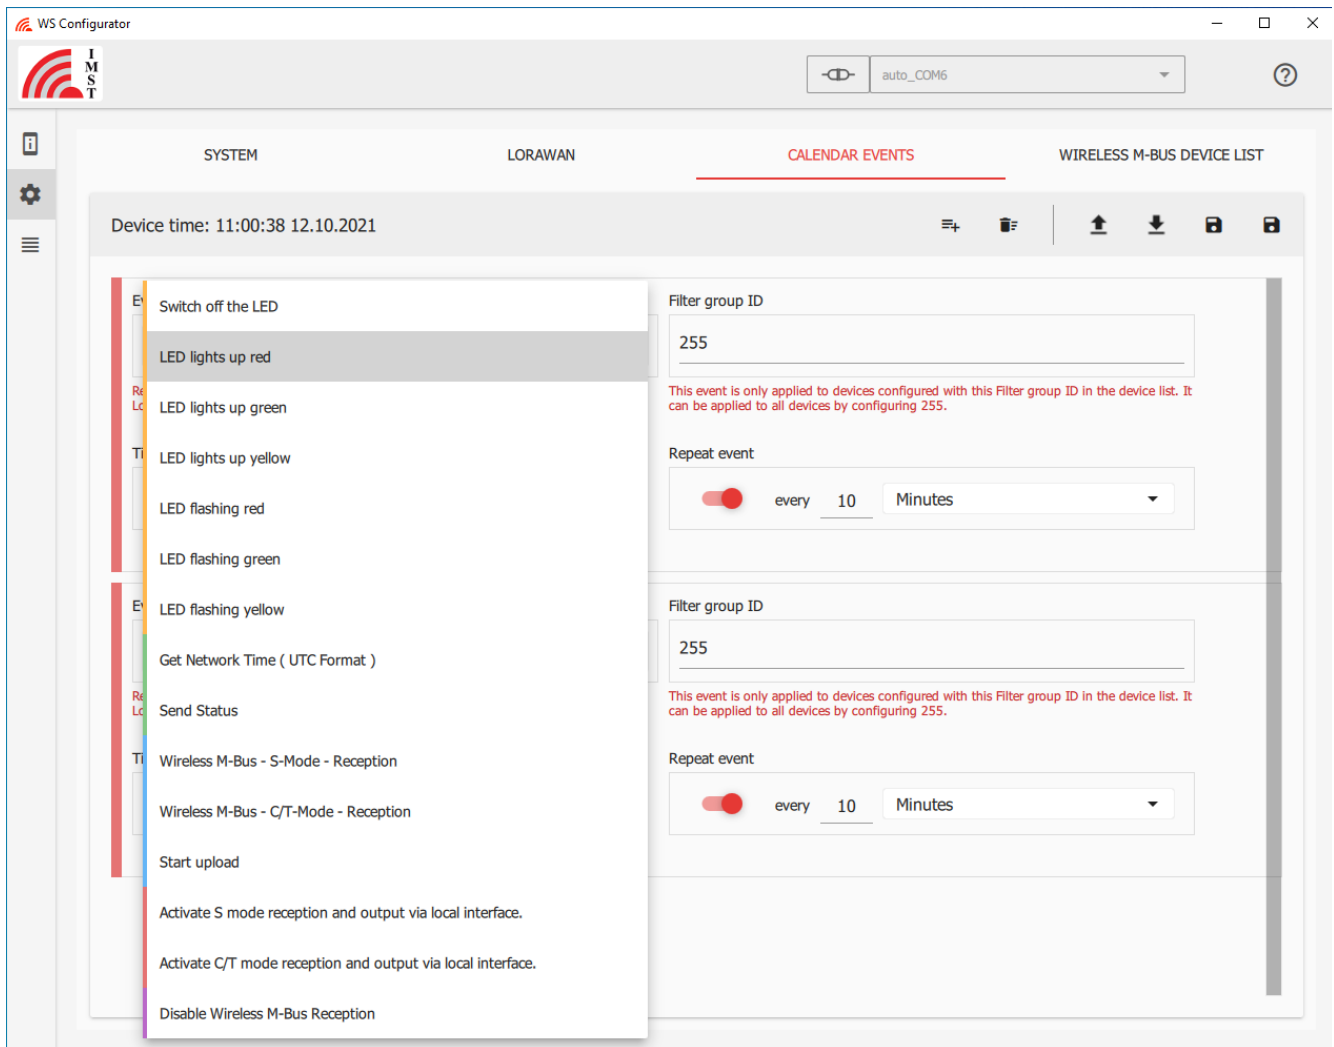 WS Configurator
IMST
auto_COM6
SYSTEM
LORAWAN
CALENDAR EVENTS
WIRELESS M-BUS DEVICE LIST
Device time: 11:00:38 12.10.2021
Switch off the LED
LED lights up red
LED lights up green
LED lights up yellow
LED flashing red
LED flashing green
LED flashing yellow
Get Network Time ( UTC Format )
Send Status
Wireless M-Bus - S-Mode - Reception
Wireless M-Bus - C/T-Mode - Reception
Start upload
Activate S mode reception and output via local interface.
Activate C/T mode reception and output via local interface.
Disable Wireless M-Bus Reception
Filter group ID
255
This event is only applied to devices configured with this Filter group ID in the device list. It
can be applied to all devices by configuring 255.
Repeat event
every 10 Minutes
Filter group ID
255
This event is only applied to devices configured with this Filter group ID in the device list. It
can be applied to all devices by configuring 255.
Repeat event
every 10 Minutes